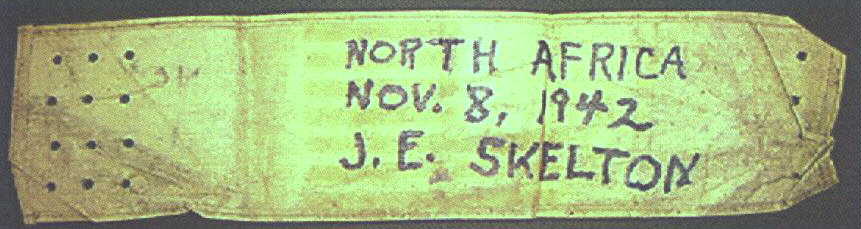 NORTH AFRICA
NOV. 8, 1942
J. E. SKELTON